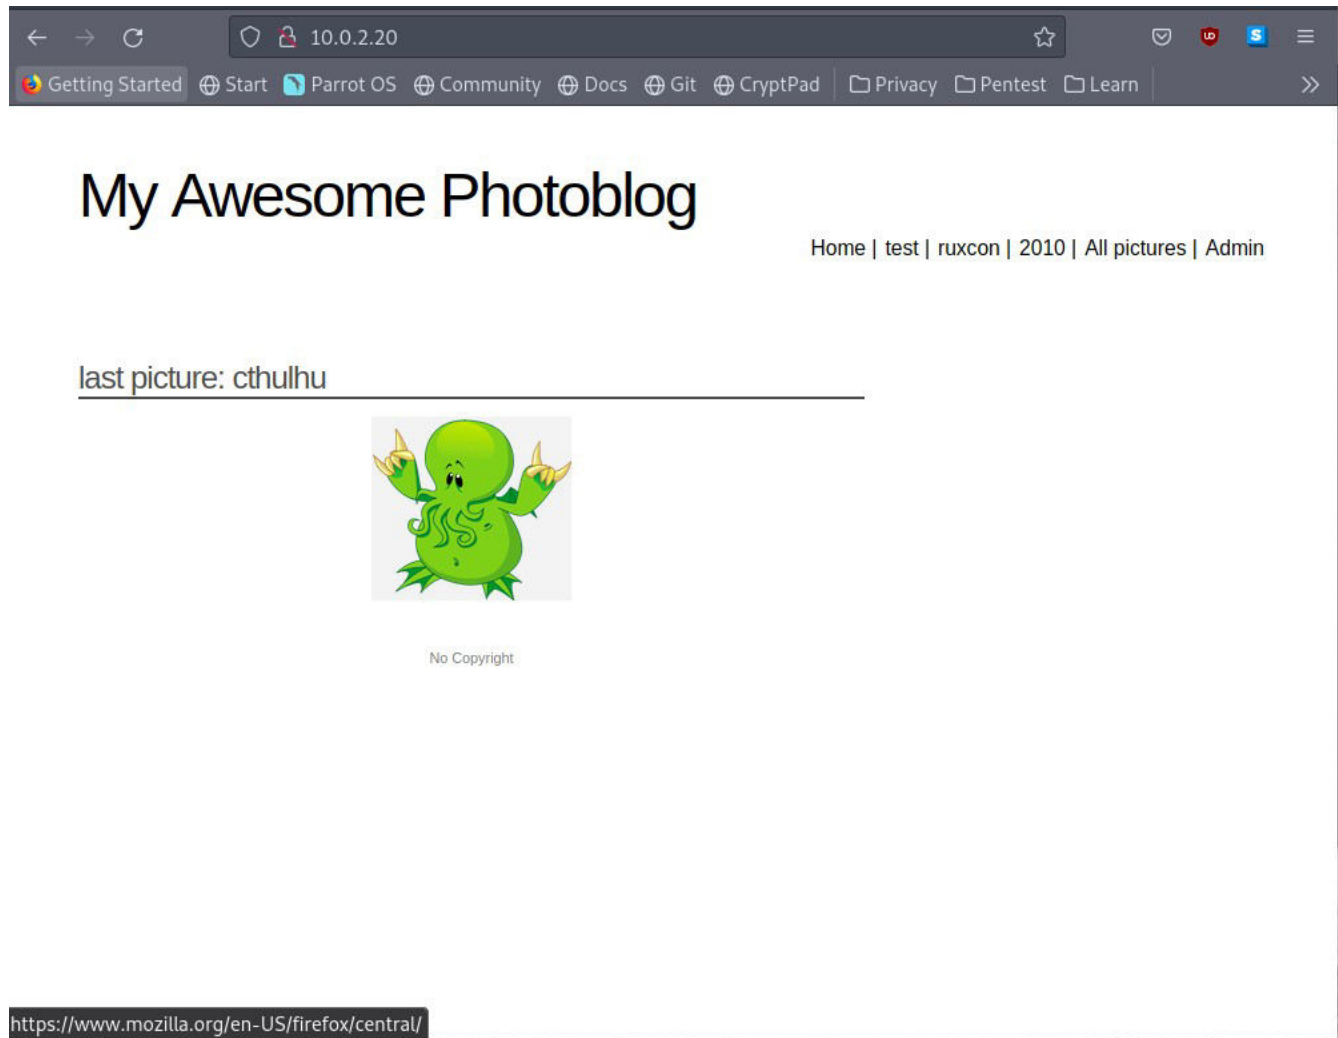 10.0.2.20
Getting Started Start Parrot OS Community Docs Git CryptPad Privacy Pentest Learn
My Awesome Photoblog
Home | test | ruxcon | 2010 | All pictures | Admin
last picture: cthulhu
No Copyright
https://www.mozilla.org/en-US/firefox/central/